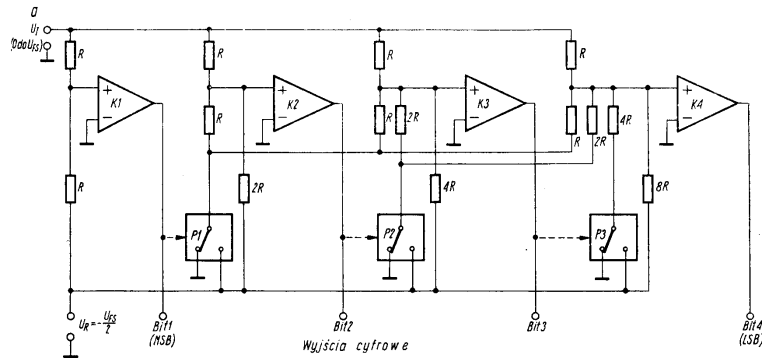 a
U_I
(0 do U_FS)
R R R R
K1 K2 K3 K4
+ + + +
− − − −
R R 2R R 2R 4R
R 2R 4R 8R
P1 P2 P3
U_R = -U_FS/2
Bit1 Bit2 Bit3 Bit4
(MSB) (LSB)
Wyjścia cyfrowe